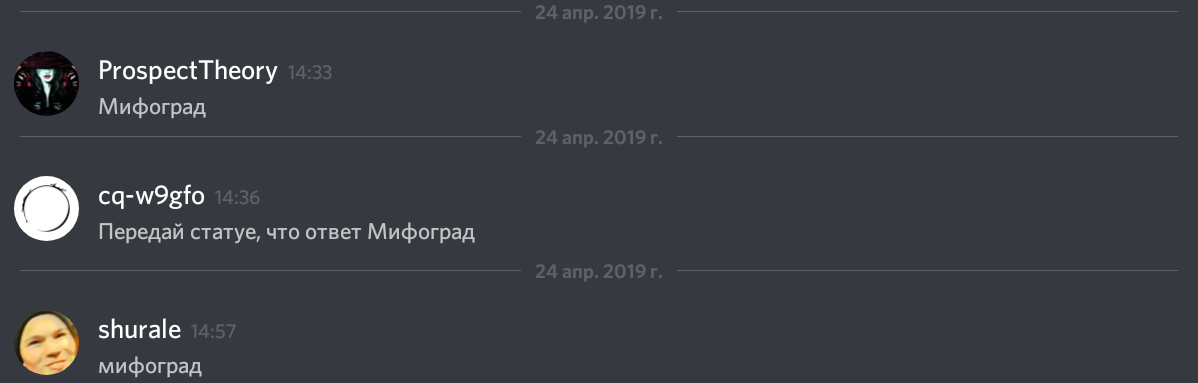 24 апр. 2019 г.
ProspectTheory 14:33
Мифоград
24 апр. 2019 г.
cq-w9gfo 14:36
Передай статуе, что ответ Мифоград
24 апр. 2019 г.
shurale 14:57
мифоград